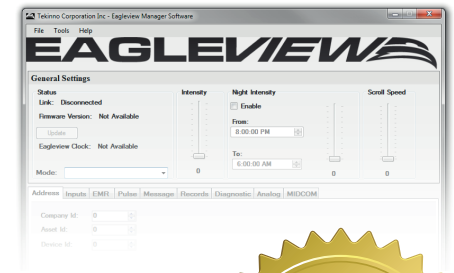 Tekinno Corporation Inc - Eagleview Manager Software
File Tools Help
EAGLEVIEW
General Settings
Status Intensity Night Intensity Scroll Speed
Link: Disconnected
Enable
Firmware Version: Not Available
From:
Update 8:00:00 PM
Eagleview Clock: Not Available
To:
6:00:00 AM
Mode: 0 0 0
Address Inputs EMR Pulse Message Records Diagnostic Analog MIDCOM
Company Id: 0
Asset Id: 0
Device Id: 0